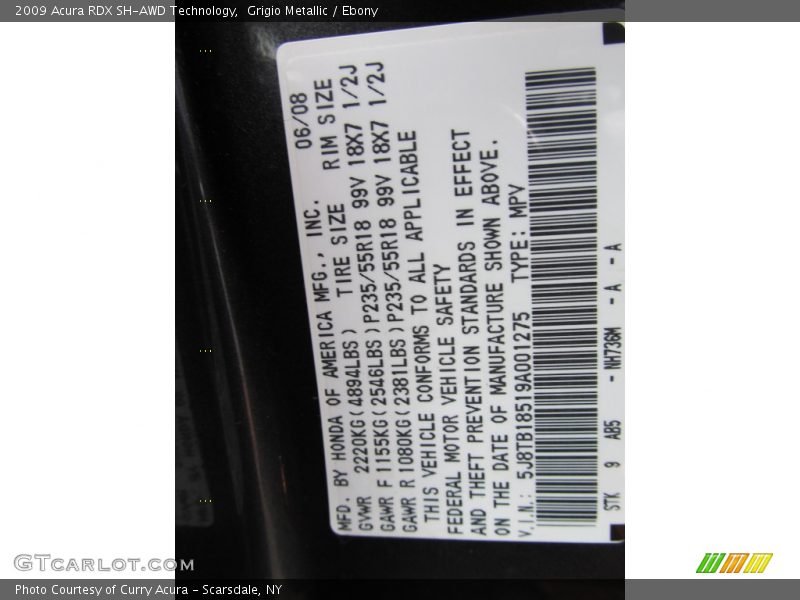 2009 Acura RDX SH-AWD Technology,  Grigio Metallic / Ebony
MFD. BY HONDA OF AMERICA MFG., INC. 06/08
GVWR 2220KG(4894LBS) TIRE SIZE RIM SIZE
GAWR F 1155KG(2546LBS)P235/55R18 99V 18X7 1/2J
GAWR R 1080KG(2381LBS)P235/55R18 99V 18X7 1/2J
THIS VEHICLE CONFORMS TO ALL APPLICABLE
FEDERAL MOTOR VEHICLE SAFETY
AND THEFT PREVENTION STANDARDS IN EFFECT
ON THE DATE OF MANUFACTURE SHOWN ABOVE.
V.I.N.: 5J8TB18519A001275 TYPE: MPV
STK 9 AB5 - NH736M - A - A
GTCARLOT.COM
Photo Courtesy of Curry Acura - Scarsdale, NY